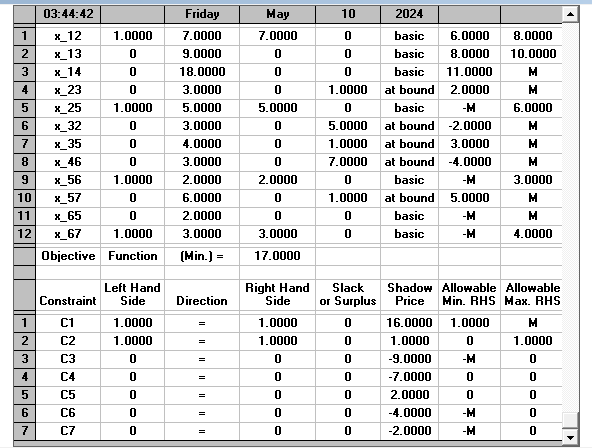 03:44:42 Friday May 10 2024
1 x_12 1.0000 7.0000 7.0000 0 basic 6.0000 8.0000
2 x_13 0 9.0000 0 0 basic 8.0000 10.0000
3 x_14 0 18.0000 0 0 basic 11.0000 M
4 x_23 0 3.0000 0 1.0000 at bound 2.0000 M
5 x_25 1.0000 5.0000 5.0000 0 basic -M 6.0000
6 x_32 0 3.0000 0 5.0000 at bound -2.0000 M
7 x_35 0 4.0000 0 1.0000 at bound 3.0000 M
8 x_46 0 3.0000 0 7.0000 at bound -4.0000 M
9 x_56 1.0000 2.0000 2.0000 0 basic -M 3.0000
10 x_57 0 6.0000 0 1.0000 at bound 5.0000 M
11 x_65 0 2.0000 0 0 basic -M M
12 x_67 1.0000 3.0000 3.0000 0 basic -M 4.0000
Objective Function (Min.) = 17.0000
Left Hand Right Hand Slack Shadow Allowable Allowable
Constraint Side Direction Side or Surplus Price Min. RHS Max. RHS
1 C1 1.0000 = 1.0000 0 16.0000 1.0000 M
2 C2 1.0000 = 1.0000 0 1.0000 0 1.0000
3 C3 0 = 0 0 -9.0000 -M 0
4 C4 0 = 0 0 -7.0000 0 0
5 C5 0 = 0 0 2.0000 0 0
6 C6 0 = 0 0 -4.0000 -M 0
7 C7 0 = 0 0 -2.0000 -M 0